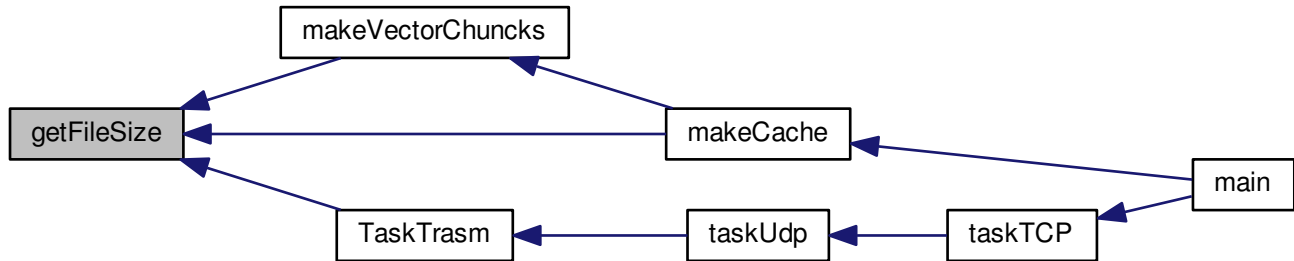 makeVectorChuncks
getFileSize
makeCache
main
TaskTrasm
taskUdp
taskTCP